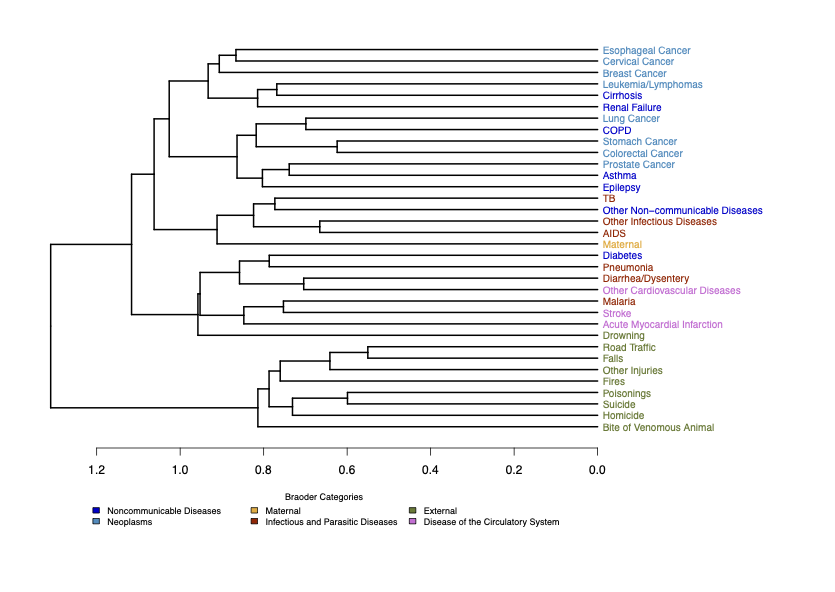 Esophageal Cancer
Cervical Cancer
Breast Cancer
Leukemia/Lymphomas
Cirrhosis
Renal Failure
Lung Cancer
COPD
Stomach Cancer
Colorectal Cancer
Prostate Cancer
Asthma
Epilepsy
TB
Other Non−communicable Diseases
Other Infectious Diseases
AIDS
Maternal
Diabetes
Pneumonia
Diarrhea/Dysentery
Other Cardiovascular Diseases
Malaria
Stroke
Acute Myocardial Infarction
Drowning
Road Traffic
Falls
Other Injuries
Fires
Poisonings
Suicide
Homicide
Bite of Venomous Animal
1.2 1.0 0.8 0.6 0.4 0.2 0.0
Braoder Categories
Noncommunicable Diseases Maternal External
Neoplasms Infectious and Parasitic Diseases Disease of the Circulatory System